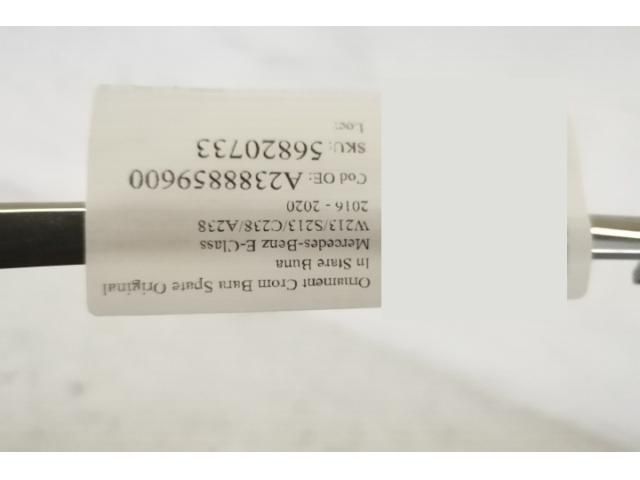 Ornament Crom Bara Spate Original
In Stare Buna
Mercedes-Benz E-Class
W213/S213/C238/A238
2016 - 2020
Cod OE: A2388859600
SKU: 56820733
Loc: